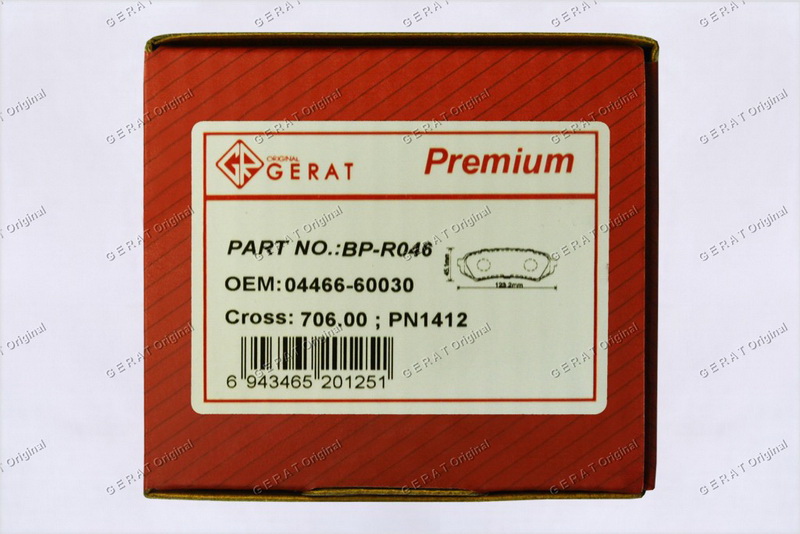 ORIGINAL
GERAT
Premium
PART NO.:BP-R046
OEM:04466-60030
Cross: 706.00 ; PN1412
6 943465 201251
GERAT Original